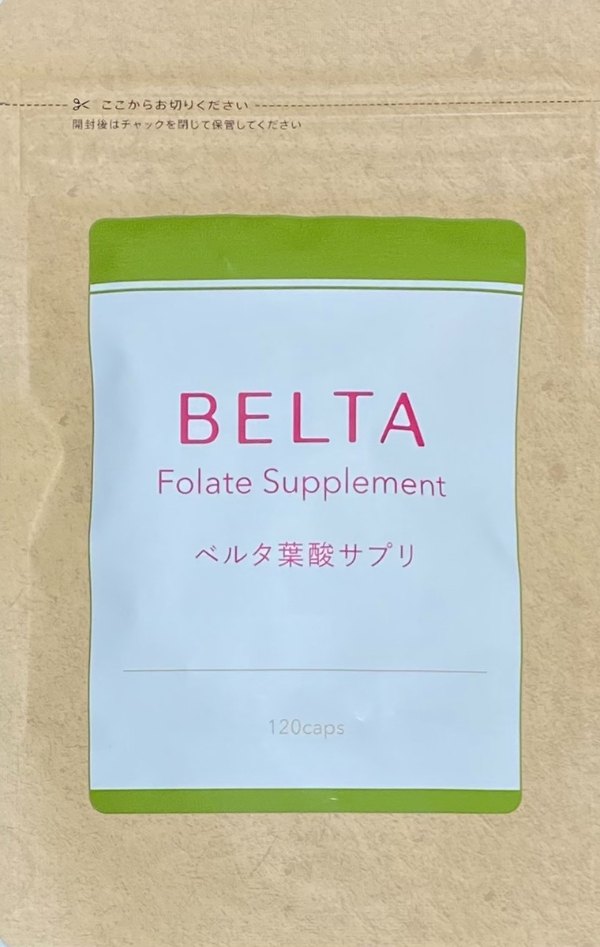 ここからお切りください
開封後はチャックを閉じて保管してください
BELTA
Folate Supplement
ベルタ葉酸サプリ
120caps